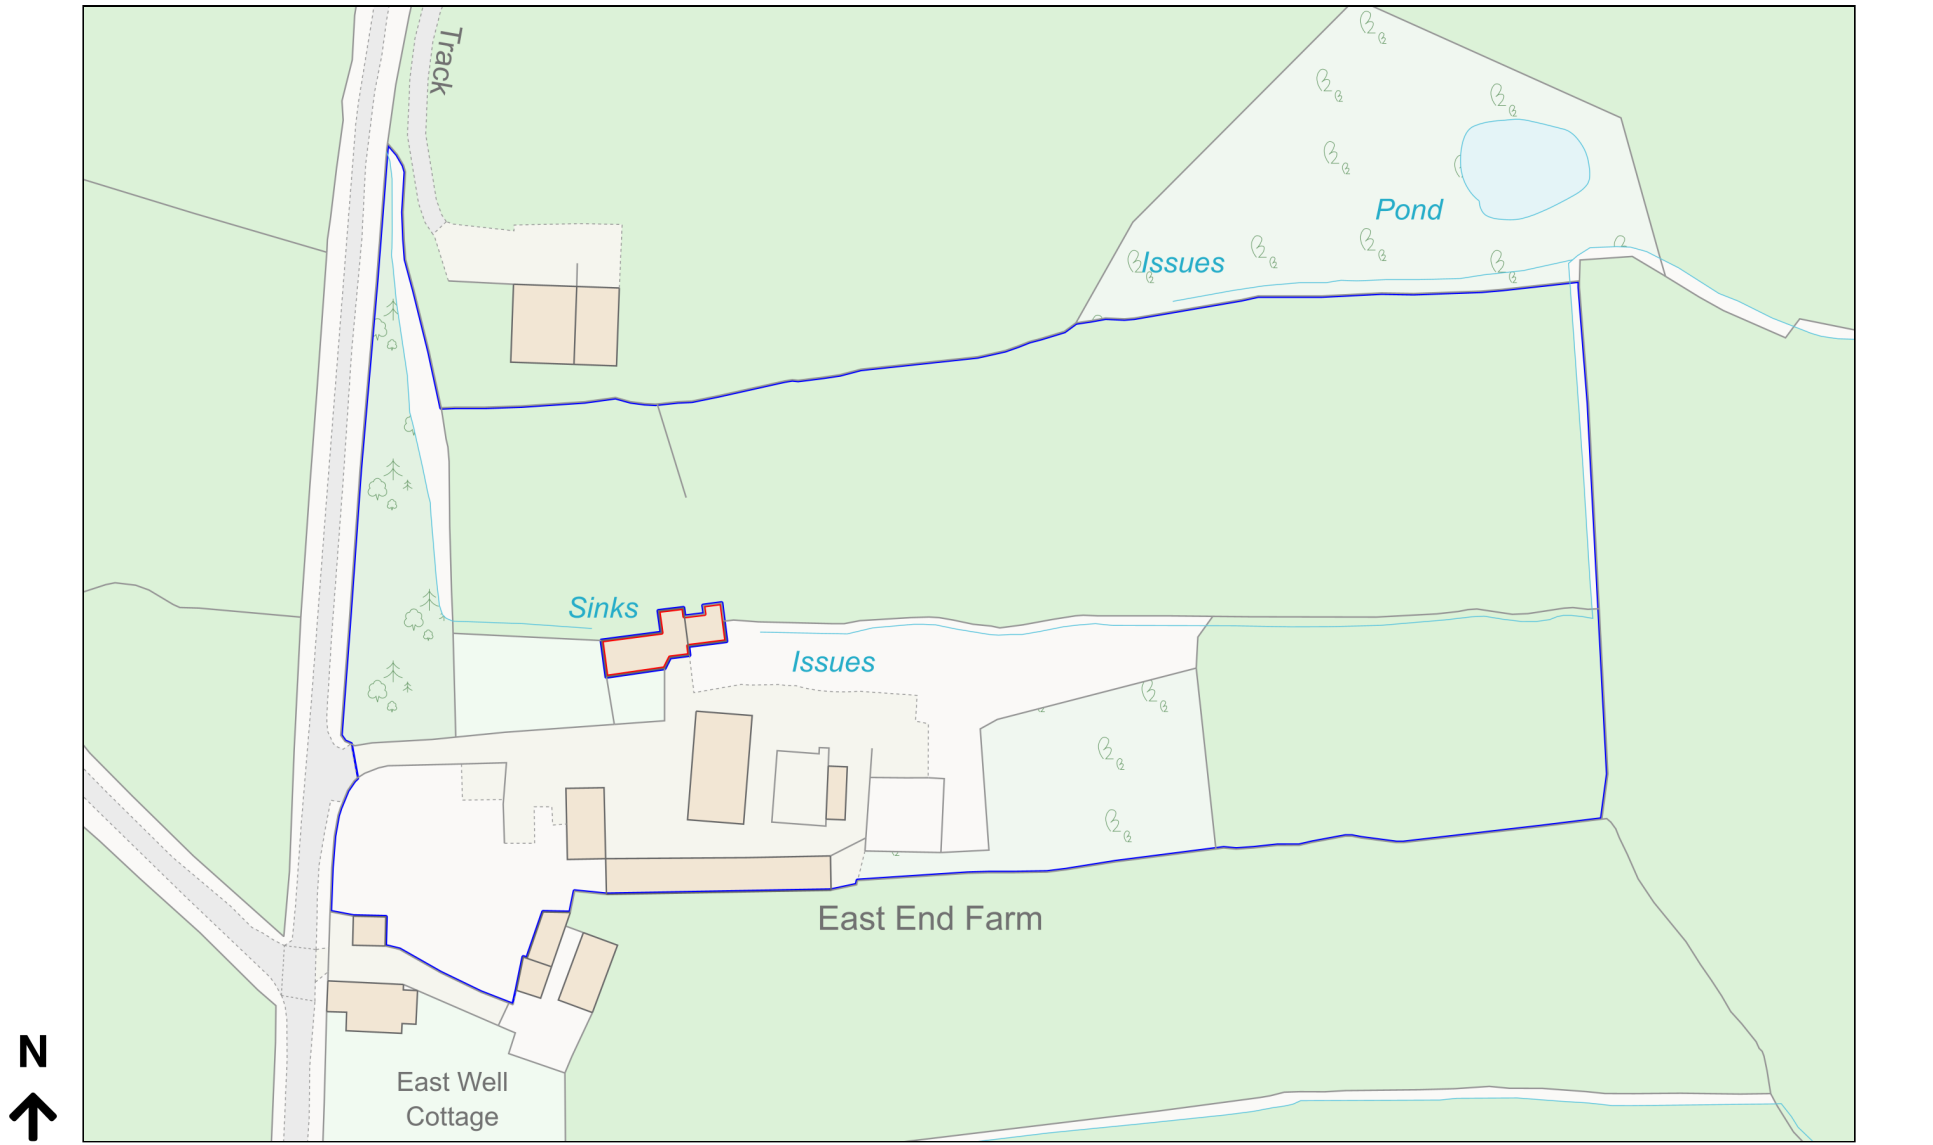 Track
Pond
Issues
Sinks
Issues
East End Farm
N
East Well
Cottage